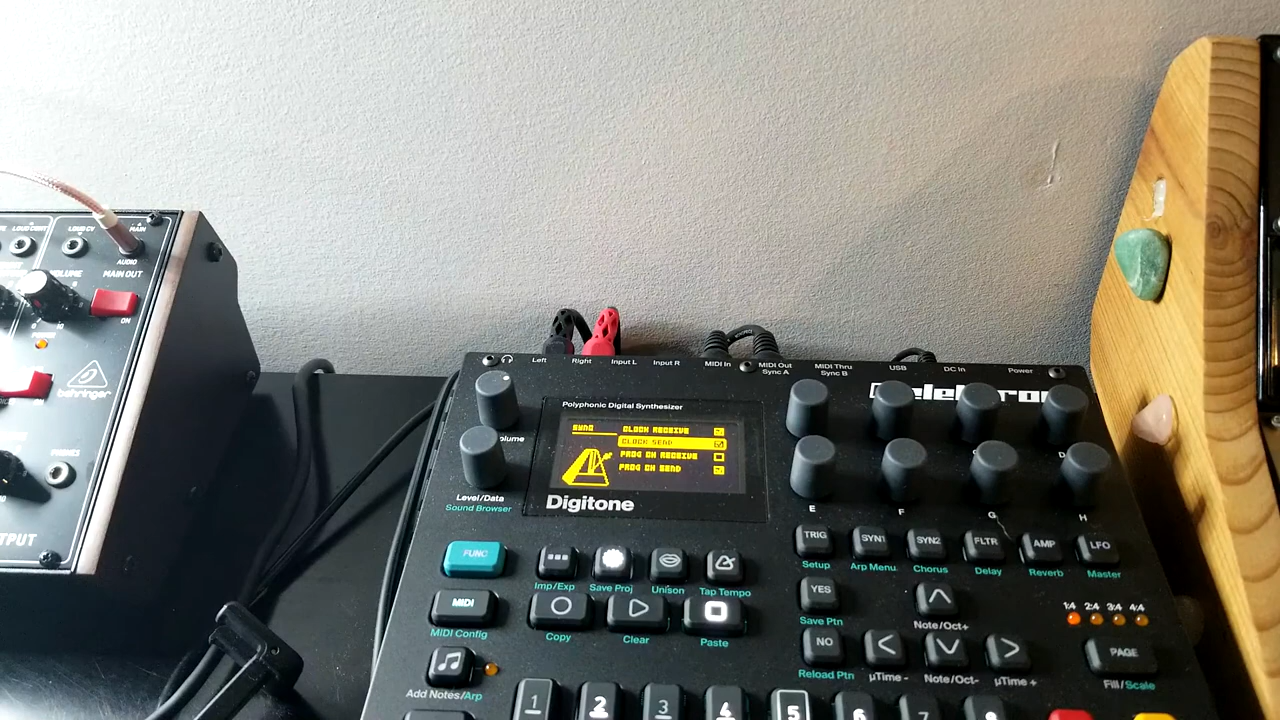 LOUD CV
MAIN
AUDIO
VOLUME
MAIN OUT
ON
behringer
PHONES
Left
Right
Input L
Input R
MIDI In
MIDI Out
Sync A
MIDI Thru
Sync B
USB
DC In
Power
elektron
Polyphonic Digital Synthesizer
SYNC
CLOCK RECEIVE
CLOCK SEND
PROG CH RECEIVE
PROG CH SEND
Digitone
Level/Data
Sound Browser
E
F
G
H
FUNC
Imp/Exp
Save Proj
Unison
Tap Tempo
TRIG
SYN1
SYN2
FLTR
AMP
LFO
Setup
Arp Menu
Chorus
Delay
Reverb
Master
MIDI
MIDI Config
Copy
Clear
Paste
YES
Save Ptn
Note/Oct+
1:4
2:4
3:4
4:4
NO
Reload Ptn
µTime -
Note/Oct-
µTime +
PAGE
Fill/Scale
Add Notes/Arp
1
2
3
4
5
6
7
8